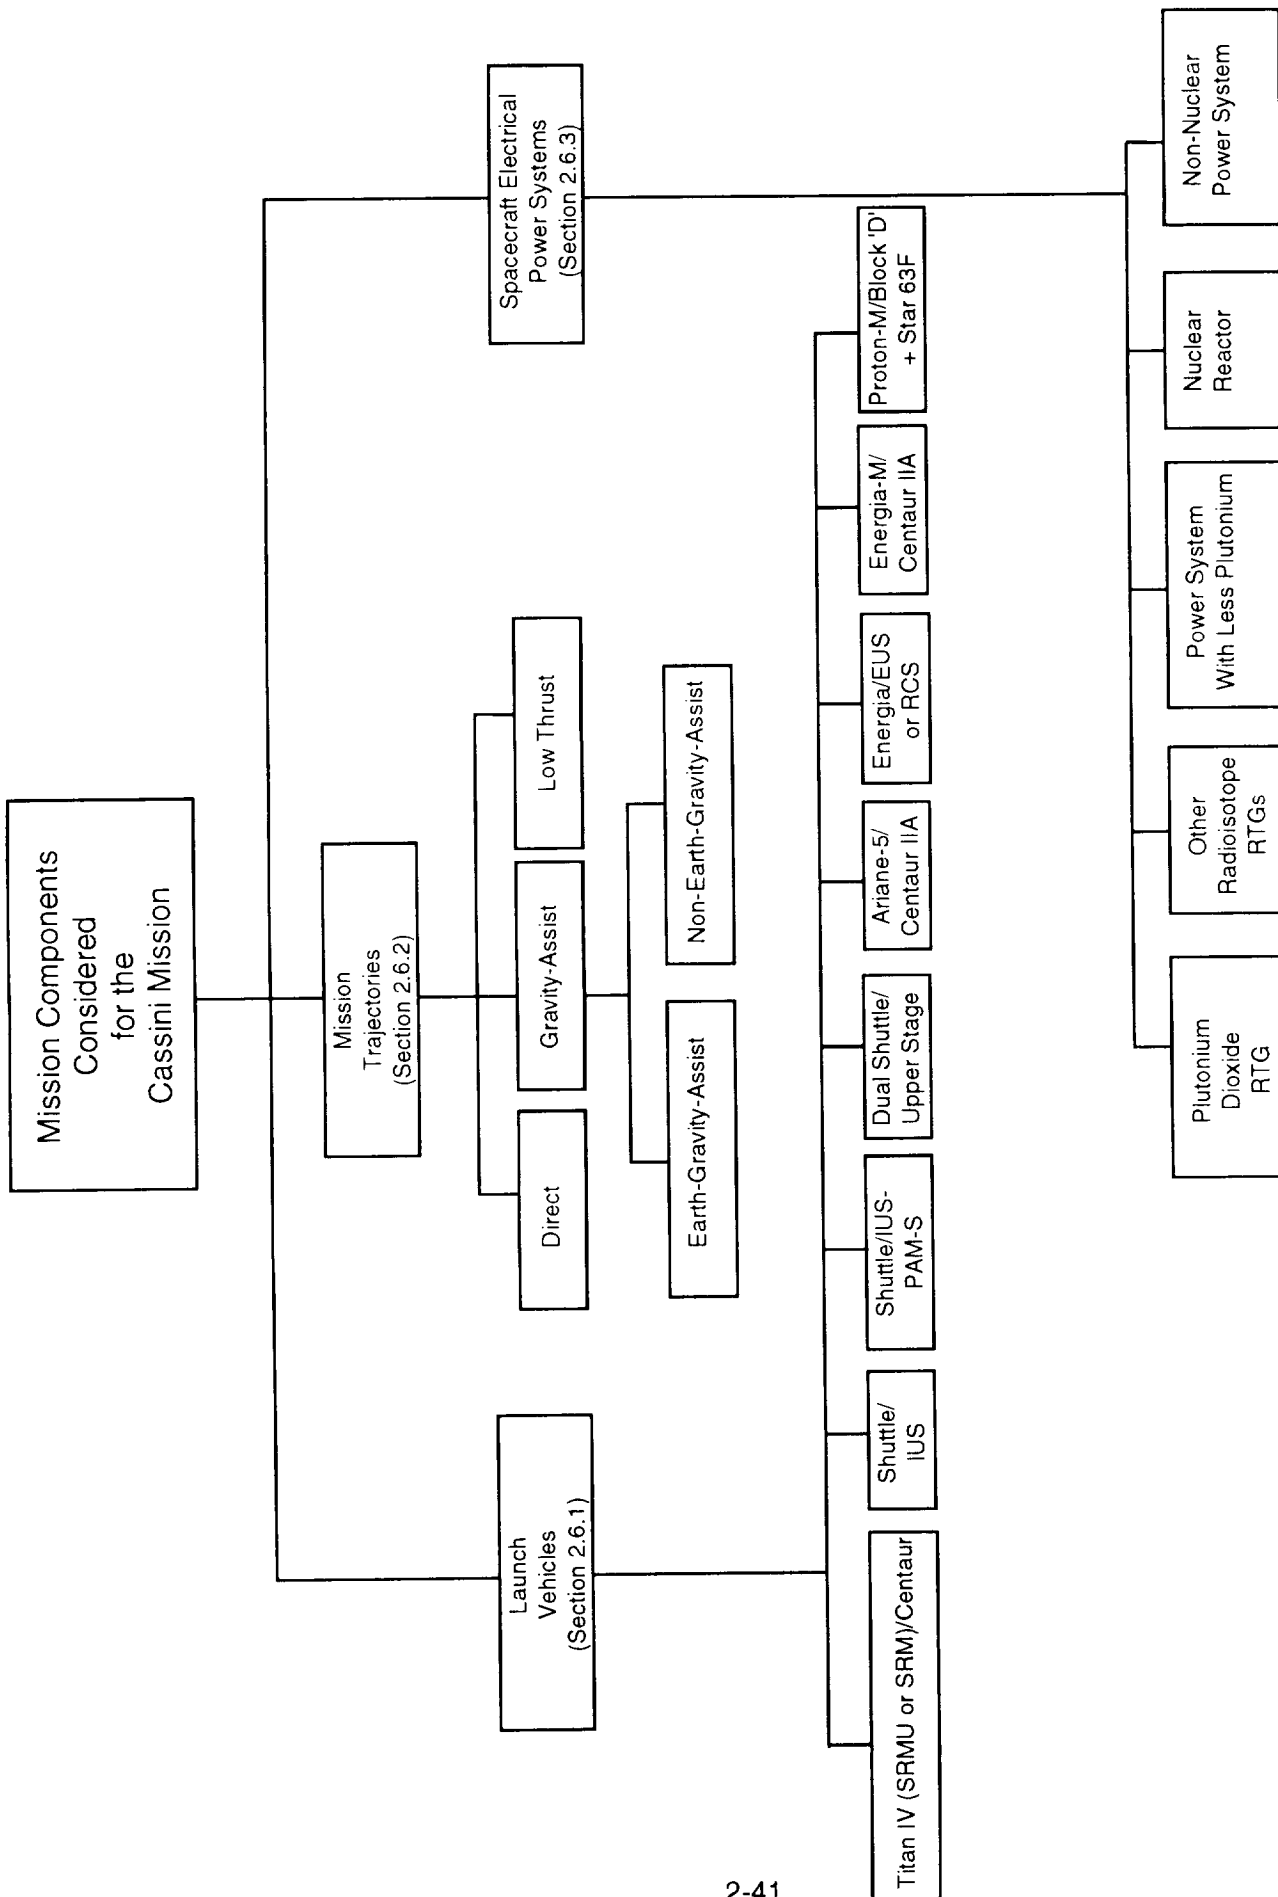 Mission Components
Considered
for the
Cassini Mission
Launch
Vehicles
(Section 2.6.1)
Mission
Trajectories
(Section 2.6.2)
Spacecraft Electrical
Power Systems
(Section 2.6.3)
Direct
Gravity-Assist
Low Thrust
Earth-Gravity-Assist
Non-Earth-Gravity-Assist
Titan IV (SRMU or SRM)/Centaur
Shuttle/
IUS
Shuttle/IUS-
PAM-S
Dual Shuttle/
Upper Stage
Ariane-5/
Centaur IIA
Energia/EUS
or RCS
Energia-M/
Centaur IIA
Proton-M/Block 'D'
+ Star 63F
Plutonium
Dioxide
RTG
Other
Radioisotope
RTGs
Power System
With Less Plutonium
Nuclear
Reactor
Non-Nuclear
Power System
2-41